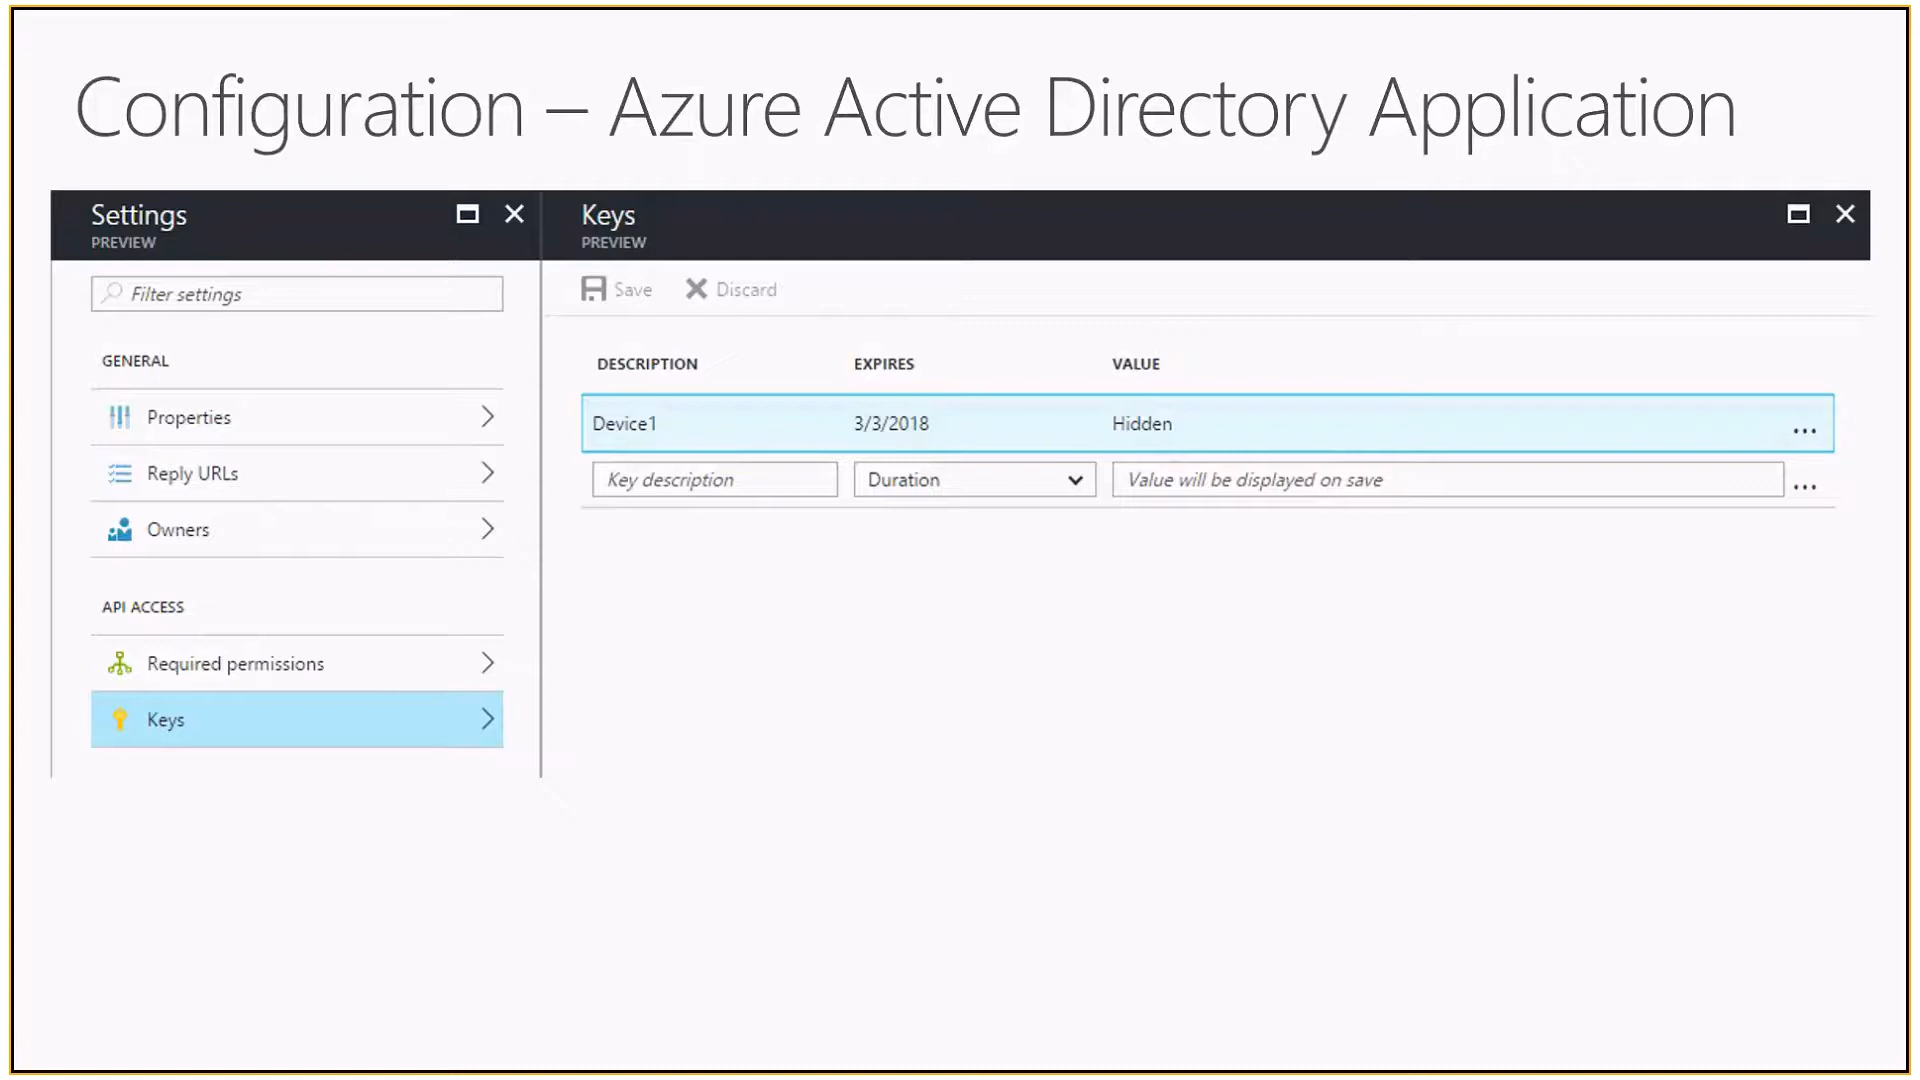 Configuration – Azure Active Directory Application
Settings
PREVIEW
Filter settings
GENERAL
Properties
Reply URLs
Owners
API ACCESS
Required permissions
Keys
Keys
PREVIEW
Save Discard
DESCRIPTION EXPIRES VALUE
Device1 3/3/2018 Hidden ...
Key description Duration Value will be displayed on save ...